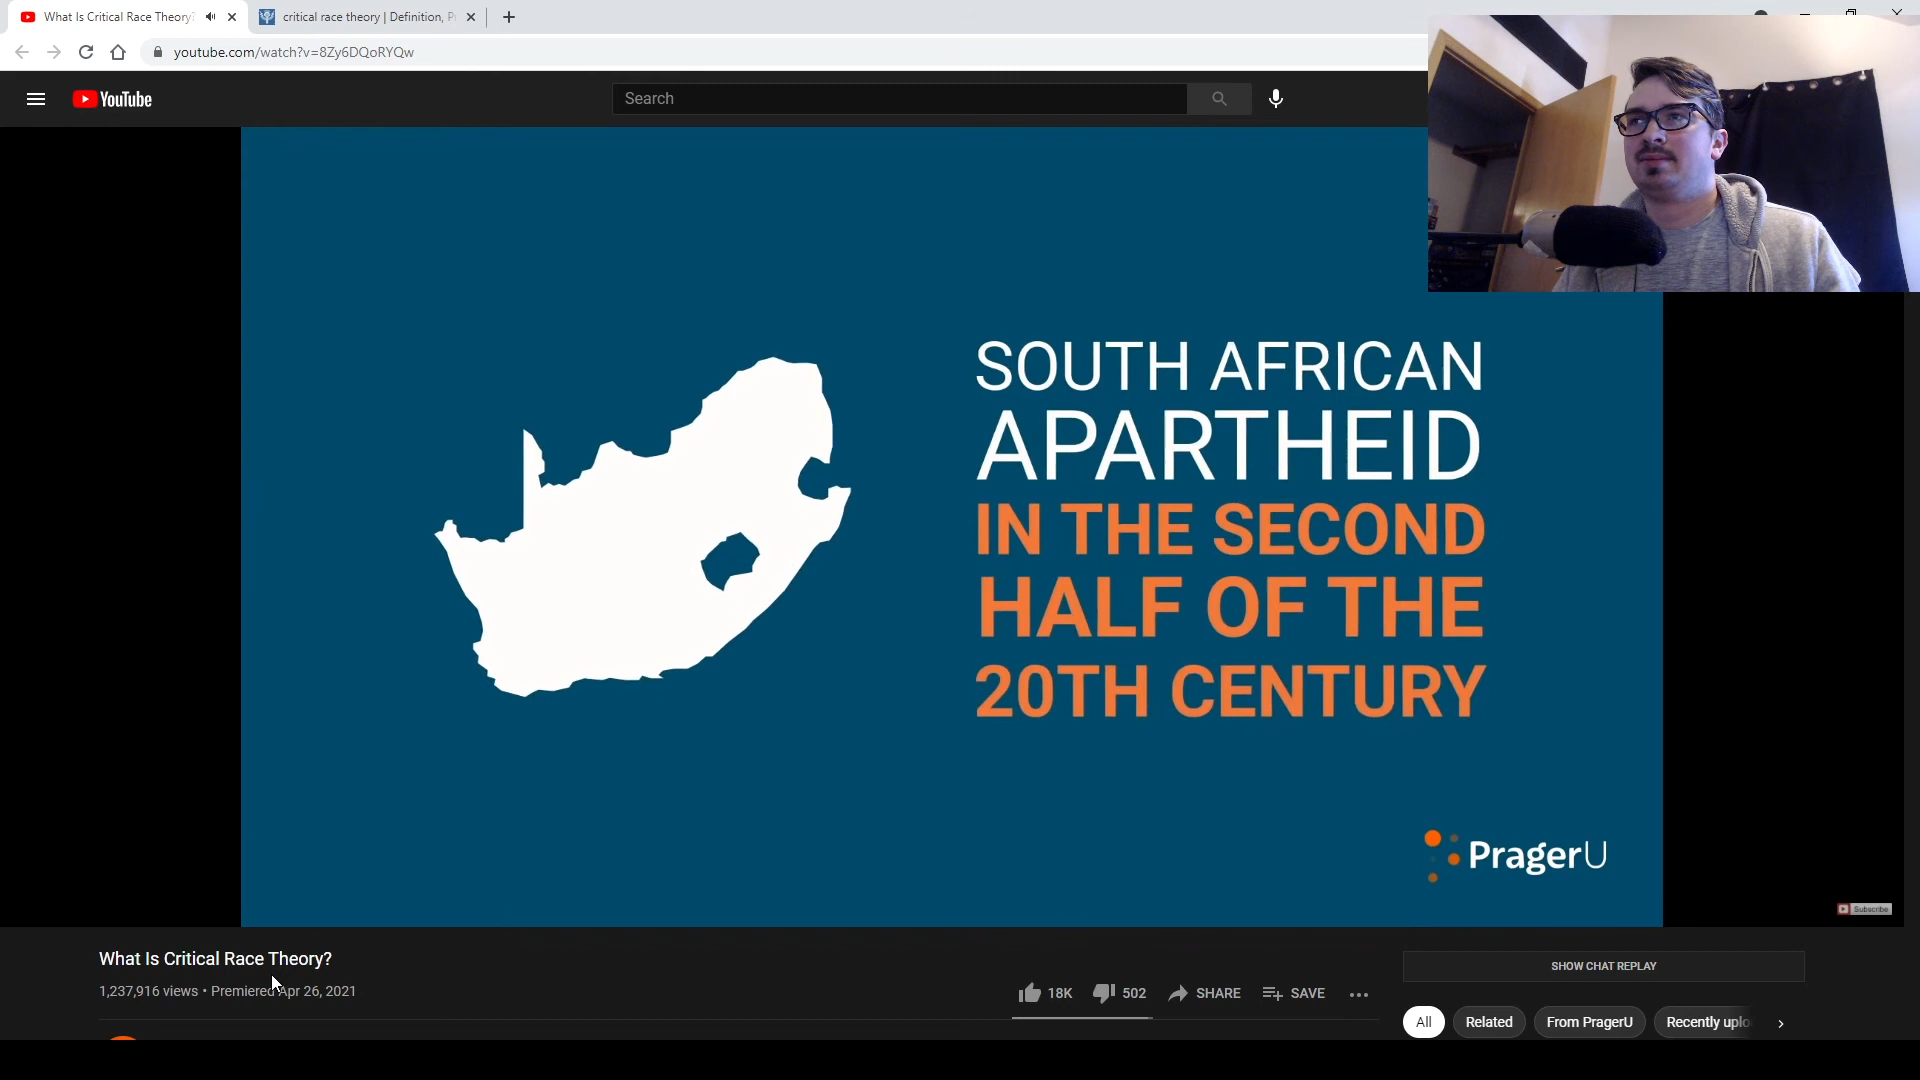 What Is Critical Race Theory?
critical race theory | Definition, P
youtube.com/watch?v=8Zy6DQoRYQw
YouTube
Search
SOUTH AFRICAN
APARTHEID
IN THE SECOND
HALF OF THE
20TH CENTURY
PragerU
Subscribe
What Is Critical Race Theory?
1,237,916 views • Premiered Apr 26, 2021
18K
502
SHARE
SAVE
SHOW CHAT REPLAY
All
Related
From PragerU
Recently uplo